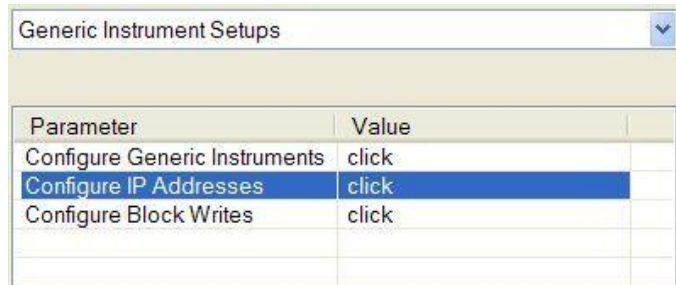 Generic Instrument Setups
Parameter Value
Configure Generic Instruments click
Configure IP Addresses click
Configure Block Writes click